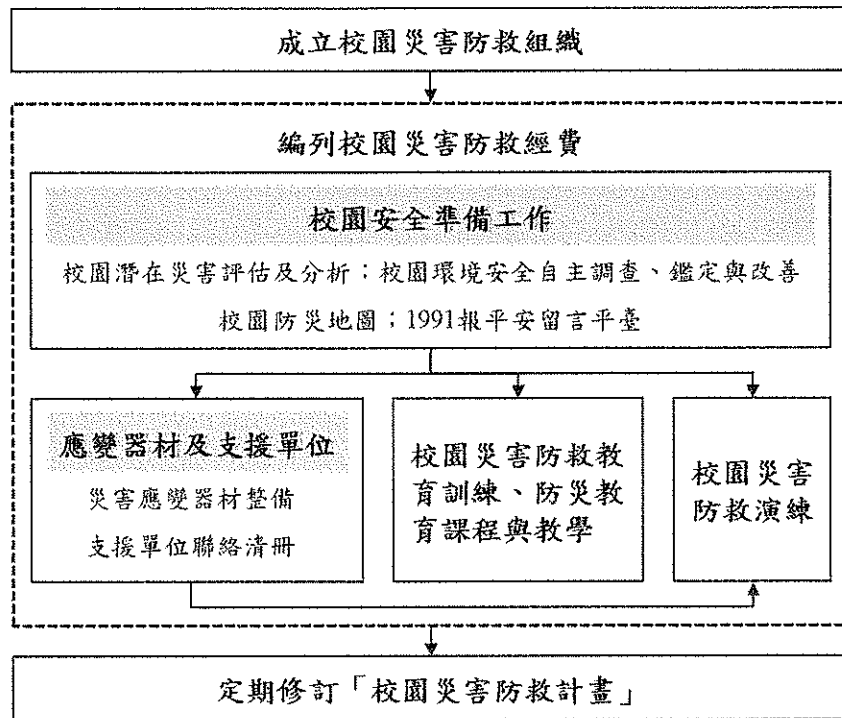 成立校園災害防救組織
編列校園災害防救經費
校園安全準備工作
校園潛在災害評估及分析；校園環境安全自主調查、鑑定與改善
校園防災地圖；1991報平安留言平臺
應變器材及支援單位
災害應變器材整備
支援單位聯絡清冊
校園災害防救教
育訓練、防災教
育課程與教學
校園災害
防救演練
定期修訂「校園災害防救計畫」